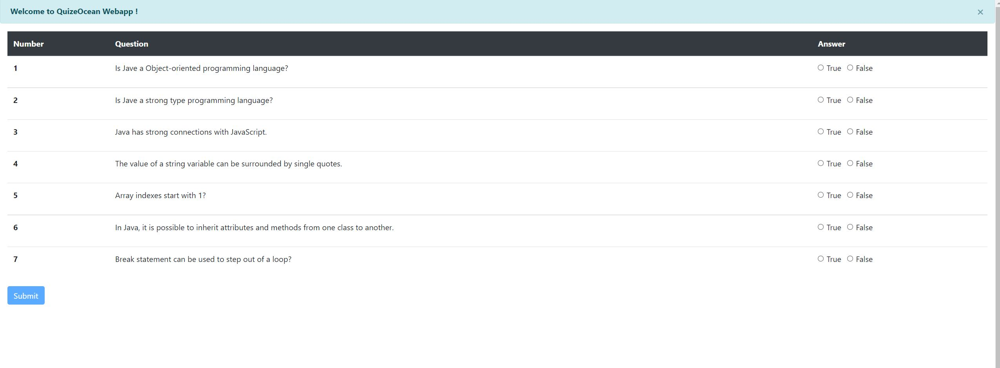 Welcome to QuizeOcean Webapp !
×
Number Question Answer
1 Is Jave a Object-oriented programming language? True False
2 Is Jave a strong type programming language? True False
3 Java has strong connections with JavaScript. True False
4 The value of a string variable can be surrounded by single quotes. True False
5 Array indexes start with 1? True False
6 In Java, it is possible to inherit attributes and methods from one class to another. True False
7 Break statement can be used to step out of a loop? True False
Submit